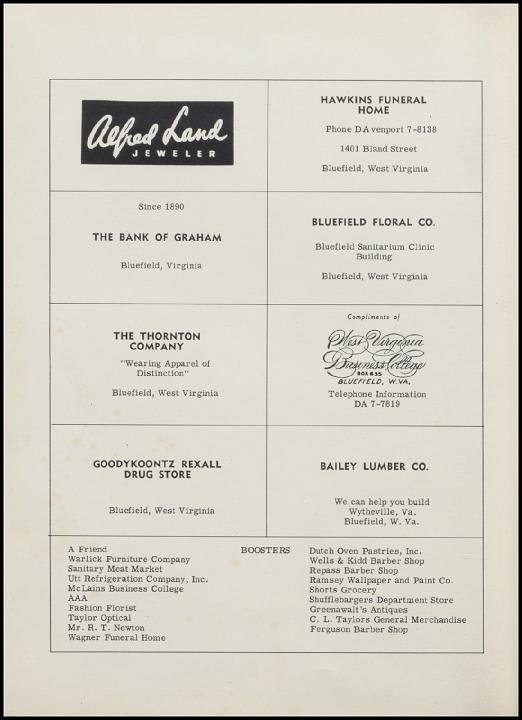 Alfred Land
JEWELER
HAWKINS FUNERAL
HOME
Phone DAvenport 7-8138
1401 Bland Street
Bluefield, West Virginia
Since 1890
THE BANK OF GRAHAM
Bluefield, Virginia
BLUEFIELD FLORAL CO.
Bluefield Sanitarium Clinic
Building
Bluefield, West Virginia
THE THORNTON
COMPANY
"Wearing Apparel of
Distinction"
Bluefield, West Virginia
Compliments of
West Virginia
Business College
BOX 635
BLUEFIELD, W.VA.
Telephone Information
DA 7-7819
GOODYKOONTZ REXALL
DRUG STORE
Bluefield, West Virginia
BAILEY LUMBER CO.
We can help you build
Wytheville, Va.
Bluefield, W. Va.
BOOSTERS
A Friend
Warlick Furniture Company
Sanitary Meat Market
Utt Refrigeration Company, Inc.
McLains Business College
AAA
Fashion Florist
Taylor Optical
Mr. R. T. Newton
Wagner Funeral Home
Dutch Oven Pastries, Inc.
Wells & Kidd Barber Shop
Repass Barber Shop
Ramsey Wallpaper and Paint Co.
Shorts Grocery
Shufflebargers Department Store
Greenawalt's Antiques
C. L. Taylors General Merchandise
Ferguson Barber Shop